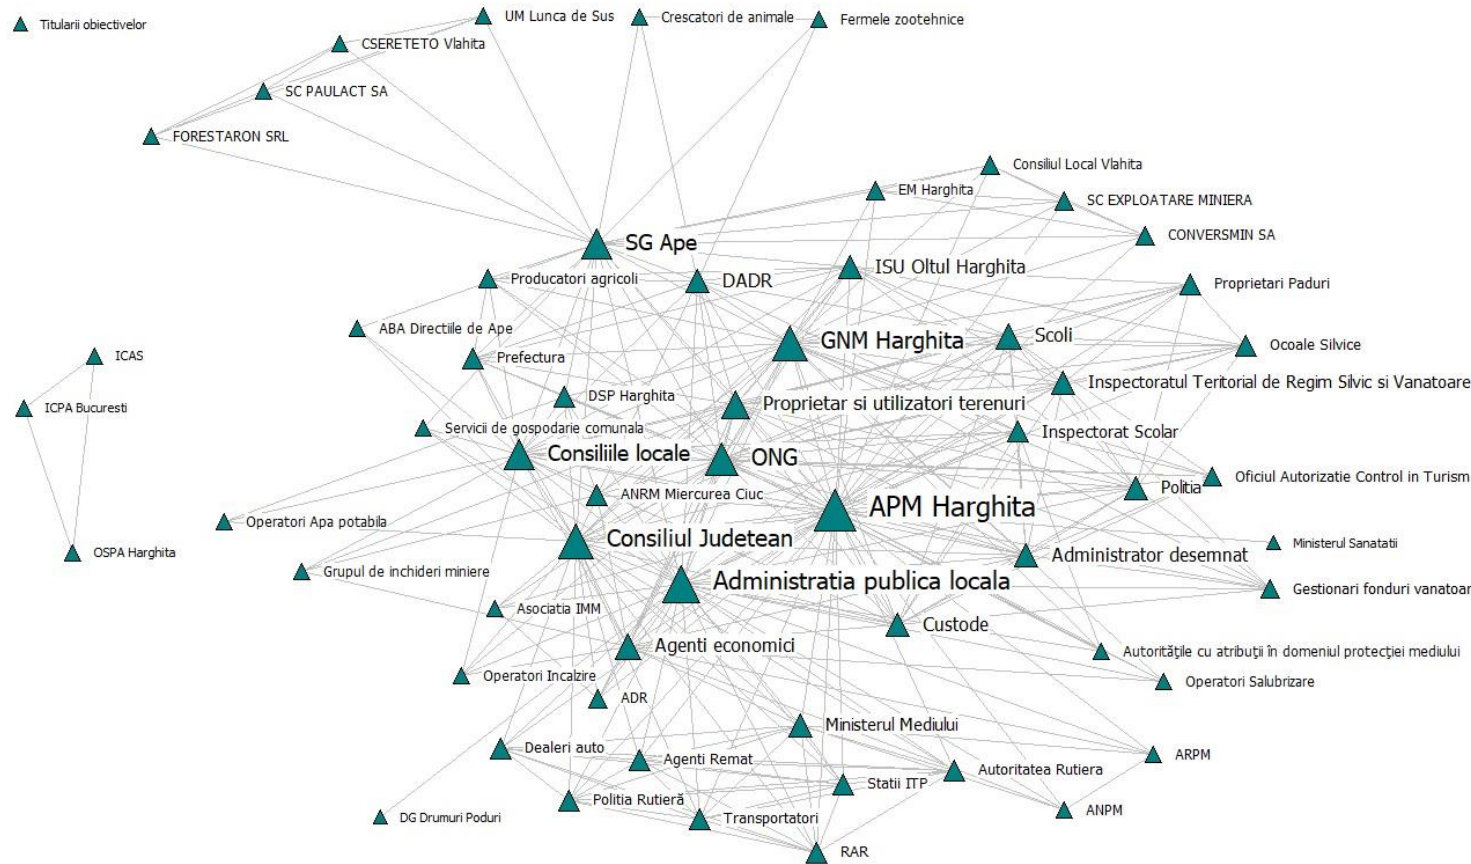 UM Lunca de Sus
Crescatori de animale
Fermele zootehnice
Titularii obiectivelor
CSERETETO Vlahita
SC PAULACT SA
FORESTARON SRL
Consiliul Local Vlahita
EM Harghita
SC EXPLOATARE MINIERA
CONVERSMIN SA
SG Ape
ISU Oltul Harghita
Producatori agricoli
DADR
Proprietari Paduri
ABA Directiile de Ape
GNM Harghita
Scoli
Ocoale Silvice
ICAS
Prefectura
Inspectoratul Teritorial de Regim Silvic si Vanatoare
DSP Harghita
Proprietar si utilizatori terenuri
ICPA Bucuresti
Servicii de gospodarie comunala
Inspectorat Scolar
Consiliile locale
ONG
Oficiul Autorizatie Control in Turism
Politia
ANRM Miercurea Ciuc
APM Harghita
Operatori Apa potabila
Consiliul Judetean
Ministerul Sanatatii
OSPA Harghita
Administrator desemnat
Grupul de inchideri miniere
Administratia publica locala
Gestionari fonduri vanatoare
Asociatia IMM
Custode
Agenti economici
Autorităţile cu atribuţii în domeniul protecţiei mediului
Operatori Incalzire
Operatori Salubrizare
ADR
Ministerul Mediului
Dealeri auto
ARPM
Agenti Remat
Autoritatea Rutiera
Statii ITP
Politia Rutieră
ANPM
DG Drumuri Poduri
Transportatori
RAR